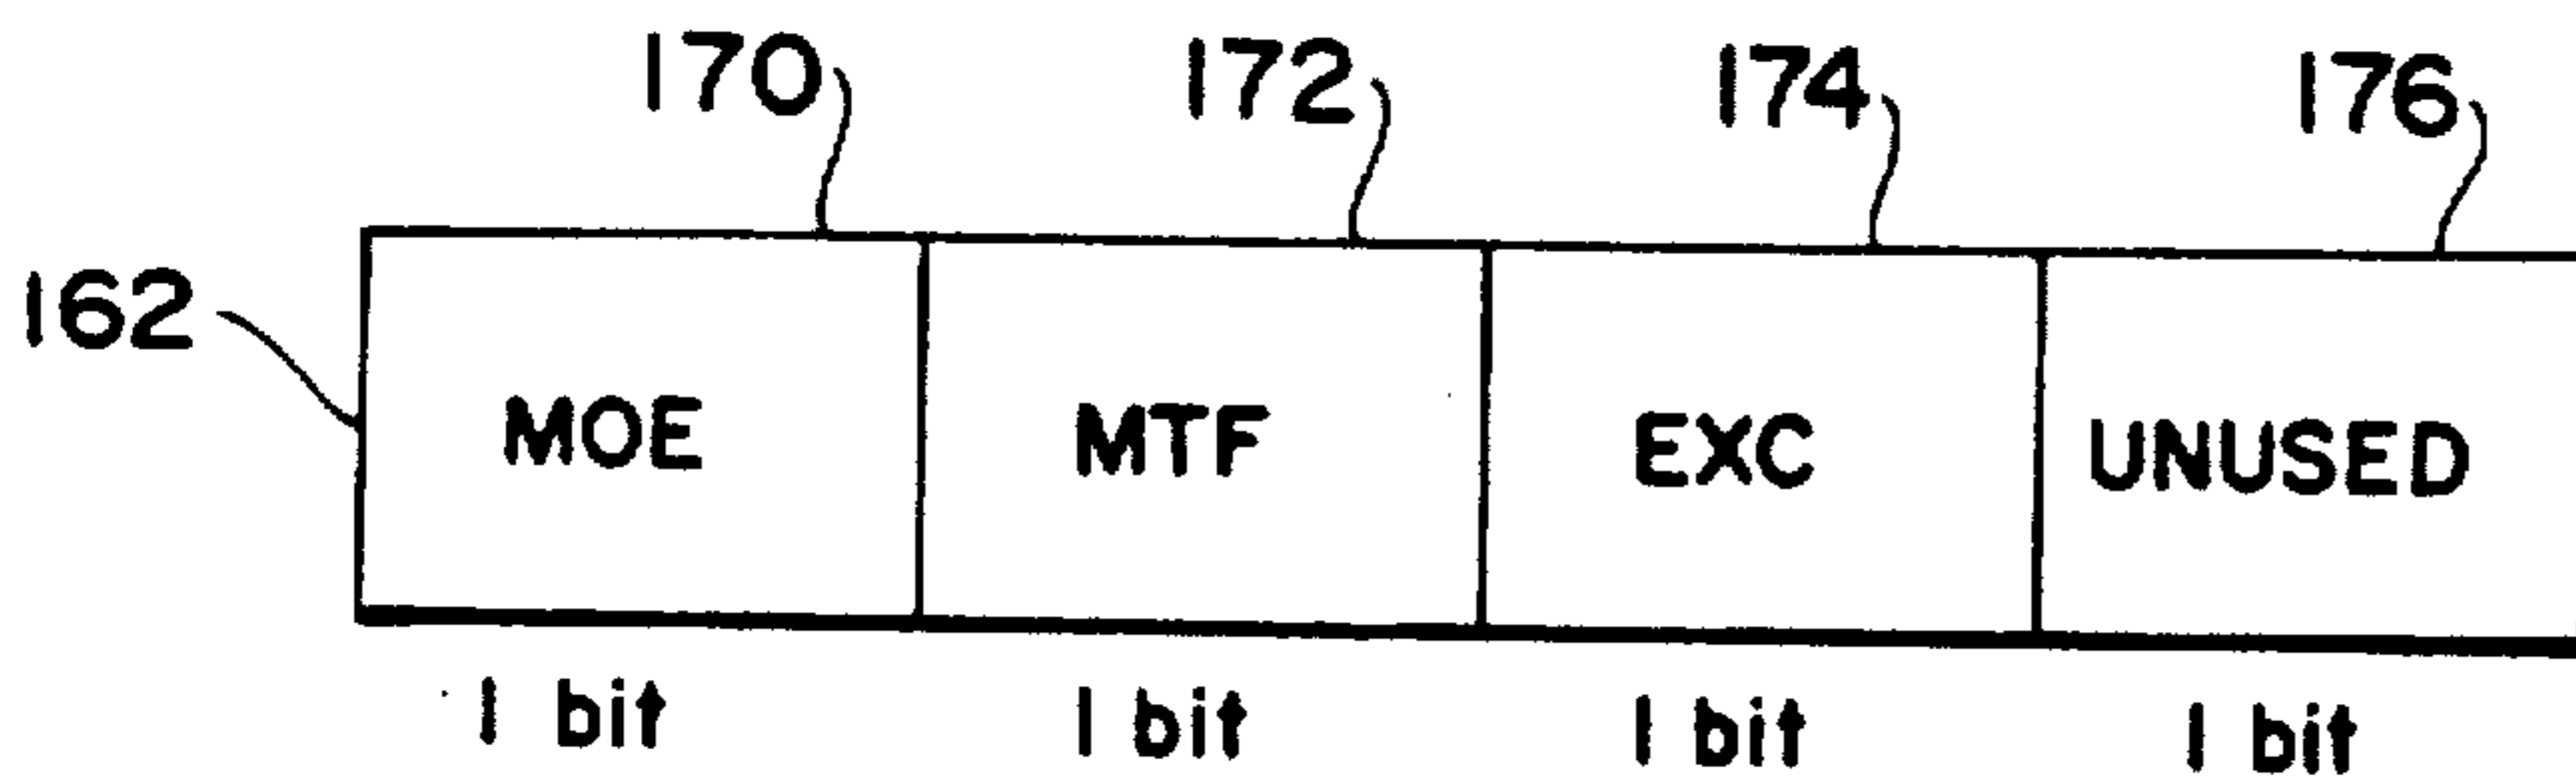 170 172 174 176
162
MOE MTF EXC UNUSED
1 bit 1 bit 1 bit 1 bit